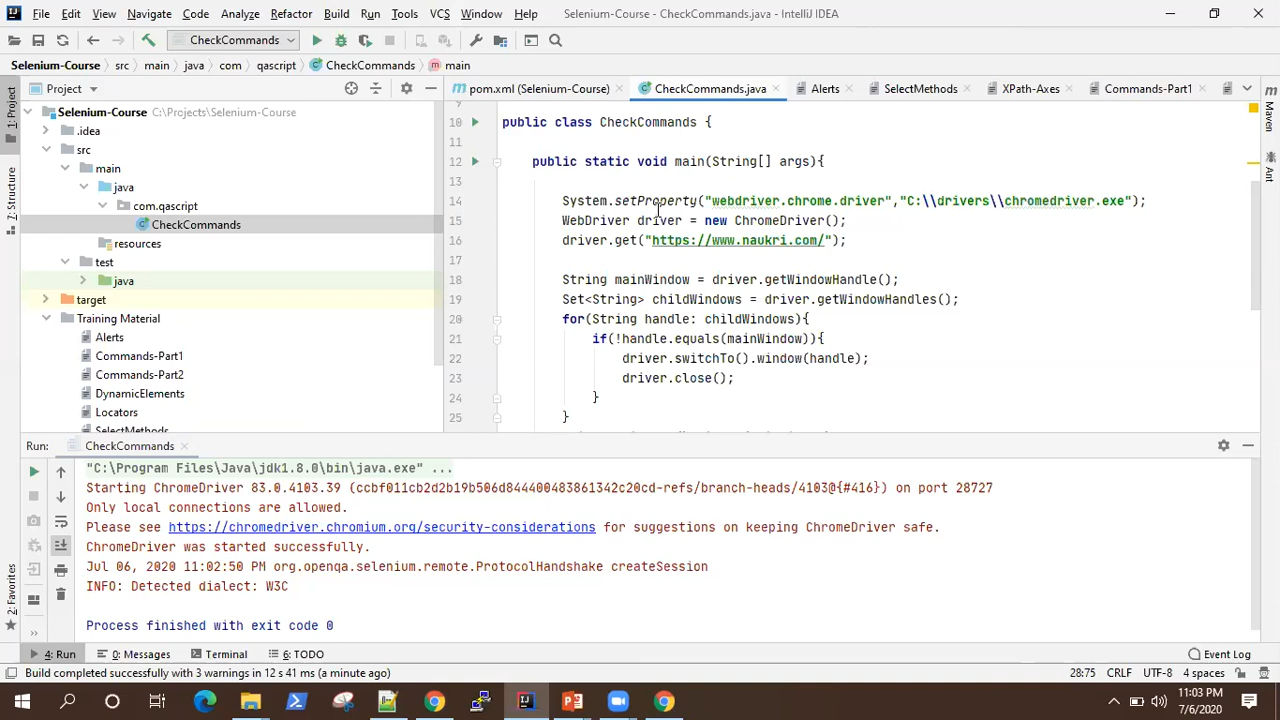 File Edit View Navigate Code Analyze Refactor Build Run Tools VCS Window Help Selenium-Course - CheckCommands.java - IntelliJ IDEA
CheckCommands
Selenium-Course src main java com qascript CheckCommands main
Project
pom.xml (Selenium-Course) CheckCommands.java Alerts SelectMethods XPath-Axes Commands-Part1
1: Project
Z: Structure
2: Favorites
Maven
Ant
Selenium-Course C:\Projects\Selenium-Course
.idea
src
main
java
com.qascript
CheckCommands
resources
test
java
target
Training Material
Alerts
Commands-Part1
Commands-Part2
DynamicElements
Locators
SelectMethods
9
10 public class CheckCommands {
11
12 public static void main(String[] args){
13
14 System.setProperty("webdriver.chrome.driver","C:\\drivers\\chromedriver.exe");
15 WebDriver driver = new ChromeDriver();
16 driver.get("https://www.naukri.com/");
17
18 String mainWindow = driver.getWindowHandle();
19 Set<String> childWindows = driver.getWindowHandles();
20 for(String handle: childWindows){
21 if(!handle.equals(mainWindow)){
22 driver.switchTo().window(handle);
23 driver.close();
24 }
25 }
Run: CheckCommands
"C:\Program Files\Java\jdk1.8.0\bin\java.exe" ...
Starting ChromeDriver 83.0.4103.39 (ccbf011cb2d2b19b506d844400483861342c20cd-refs/branch-heads/4103@{#416}) on port 28727
Only local connections are allowed.
Please see https://chromedriver.chromium.org/security-considerations for suggestions on keeping ChromeDriver safe.
ChromeDriver was started successfully.
Jul 06, 2020 11:02:50 PM org.openqa.selenium.remote.ProtocolHandshake createSession
INFO: Detected dialect: W3C
Process finished with exit code 0
4: Run 0: Messages Terminal 6: TODO Event Log
Build completed successfully with 3 warnings in 12 s 41 ms (a minute ago) 28:75 CRLF UTF-8 4 spaces
11:03 PM
7/6/2020